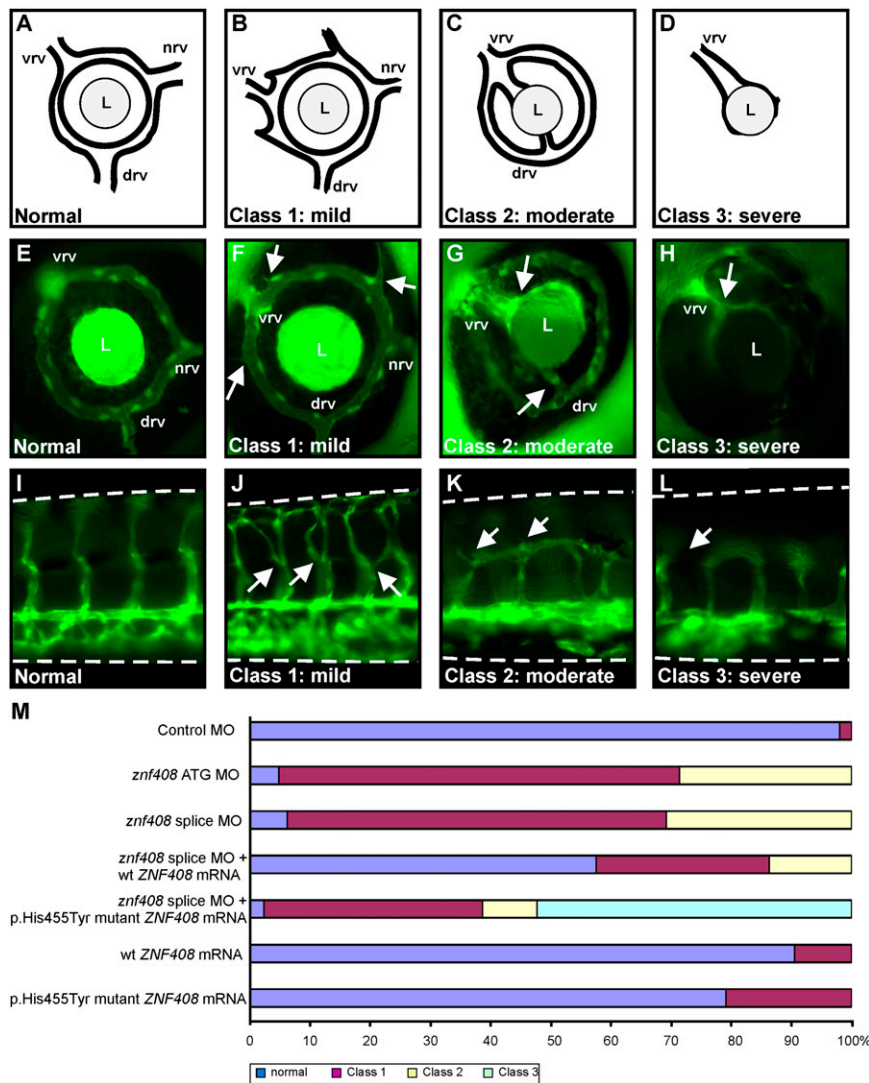 A
vrv
nrv
L
drv
Normal
B
vrv
nrv
L
drv
Class 1: mild
C
vrv
L
drv
Class 2: moderate
D
vrv
L
Class 3: severe
E
vrv
L
nrv
drv
Normal
F
vrv
L
nrv
drv
Class 1: mild
G
vrv
L
drv
Class 2: moderate
H
vrv
L
Class 3: severe
I
Normal
J
Class 1: mild
K
Class 2: moderate
L
Class 3: severe
M
Control MO
znf408 ATG MO
znf408 splice MO
znf408 splice MO +
wt ZNF408 mRNA
znf408 splice MO +
p.His455Tyr mutant ZNF408 mRNA
wt ZNF408 mRNA
p.His455Tyr mutant ZNF408 mRNA
0 10 20 30 40 50 60 70 80 90 100%
normal Class 1 Class 2 Class 3